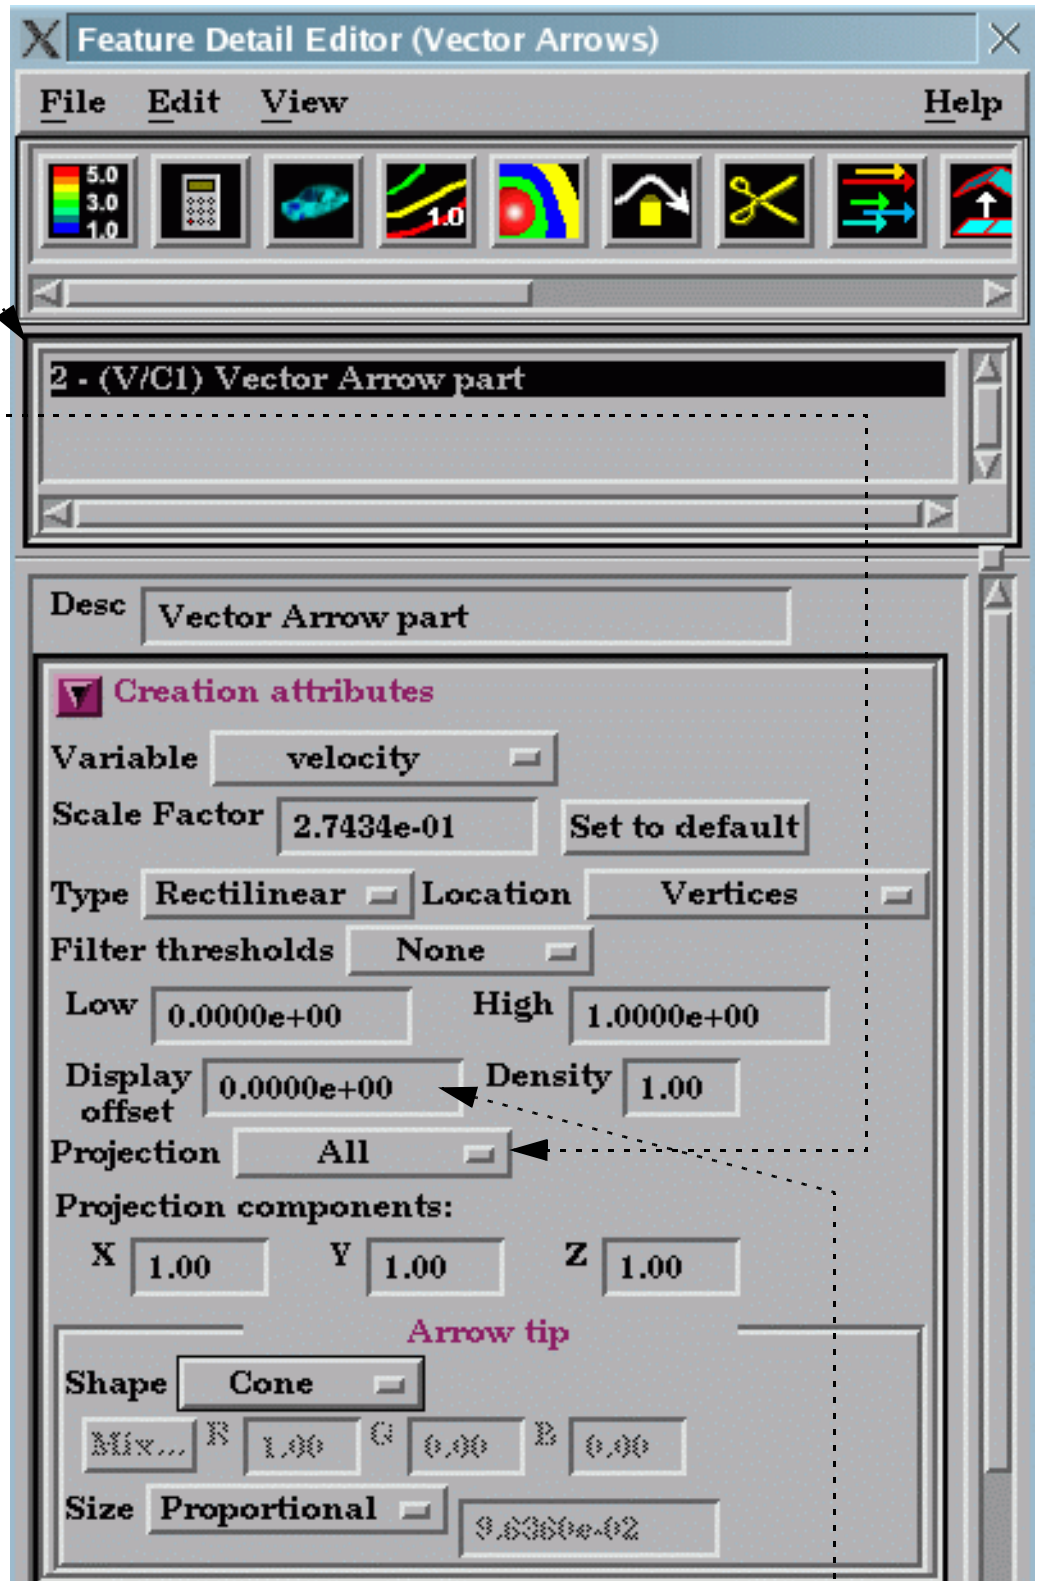 Feature Detail Editor (Vector Arrows)
File Edit View Help
5.0
3.0
1.0
1.0
2 - (V/C1) Vector Arrow part
Desc Vector Arrow part
Creation attributes
Variable velocity
Scale Factor 2.7434e-01 Set to default
Type Rectilinear Location Vertices
Filter thresholds None
Low 0.0000e+00 High 1.0000e+00
Display offset 0.0000e+00 Density 1.00
Projection All
Projection components:
X 1.00 Y 1.00 Z 1.00
Arrow tip
Shape Cone
Mix... R 1.00 G 0.00 B 0.00
Size Proportional 9.6360e-02